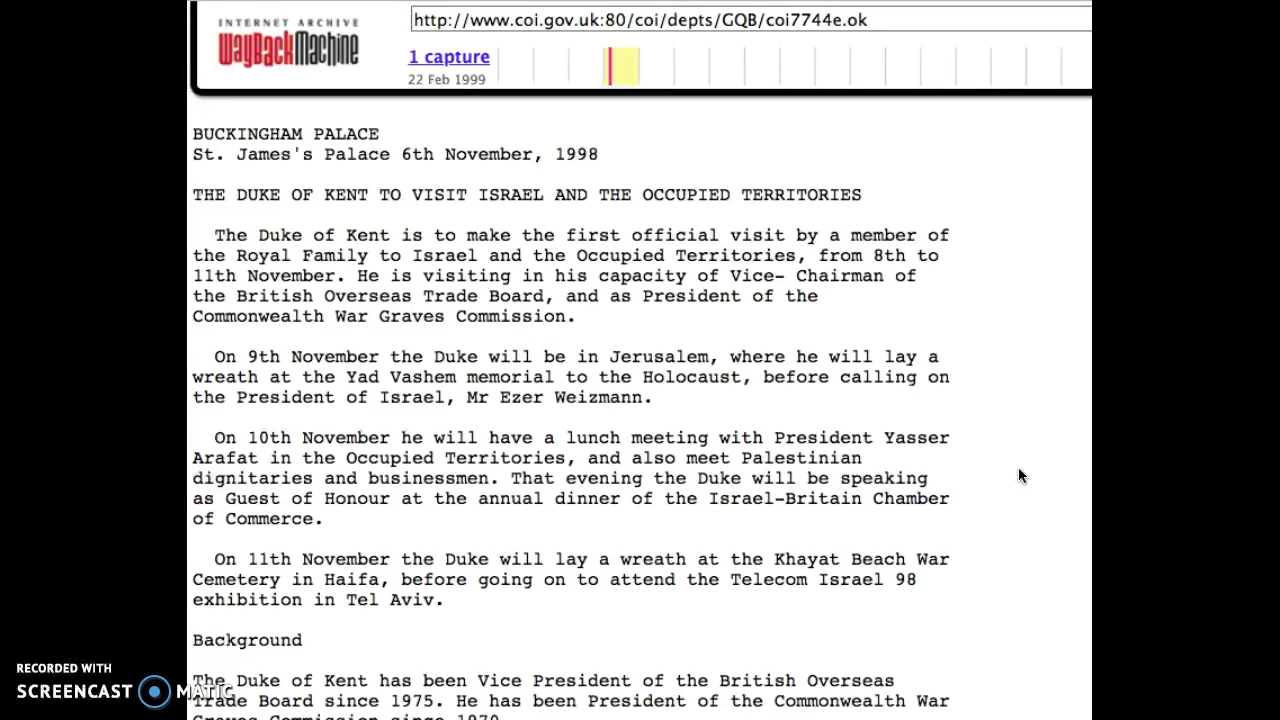 INTERNET ARCHIVE
WayBackMachine
http://www.coi.gov.uk:80/coi/depts/GQB/coi7744e.ok
1 capture
22 Feb 1999
BUCKINGHAM PALACE
St. James's Palace 6th November, 1998
THE DUKE OF KENT TO VISIT ISRAEL AND THE OCCUPIED TERRITORIES
The Duke of Kent is to make the first official visit by a member of
the Royal Family to Israel and the Occupied Territories, from 8th to
11th November. He is visiting in his capacity of Vice- Chairman of
the British Overseas Trade Board, and as President of the
Commonwealth War Graves Commission.
On 9th November the Duke will be in Jerusalem, where he will lay a
wreath at the Yad Vashem memorial to the Holocaust, before calling on
the President of Israel, Mr Ezer Weizmann.
On 10th November he will have a lunch meeting with President Yasser
Arafat in the Occupied Territories, and also meet Palestinian
dignitaries and businessmen. That evening the Duke will be speaking
as Guest of Honour at the annual dinner of the Israel-Britain Chamber
of Commerce.
On 11th November the Duke will lay a wreath at the Khayat Beach War
Cemetery in Haifa, before going on to attend the Telecom Israel 98
exhibition in Tel Aviv.
Background
The Duke of Kent has been Vice President of the British Overseas
Trade Board since 1975. He has been President of the Commonwealth War
Graves Commission since 1970
RECORDED WITH
SCREENCAST MATIC